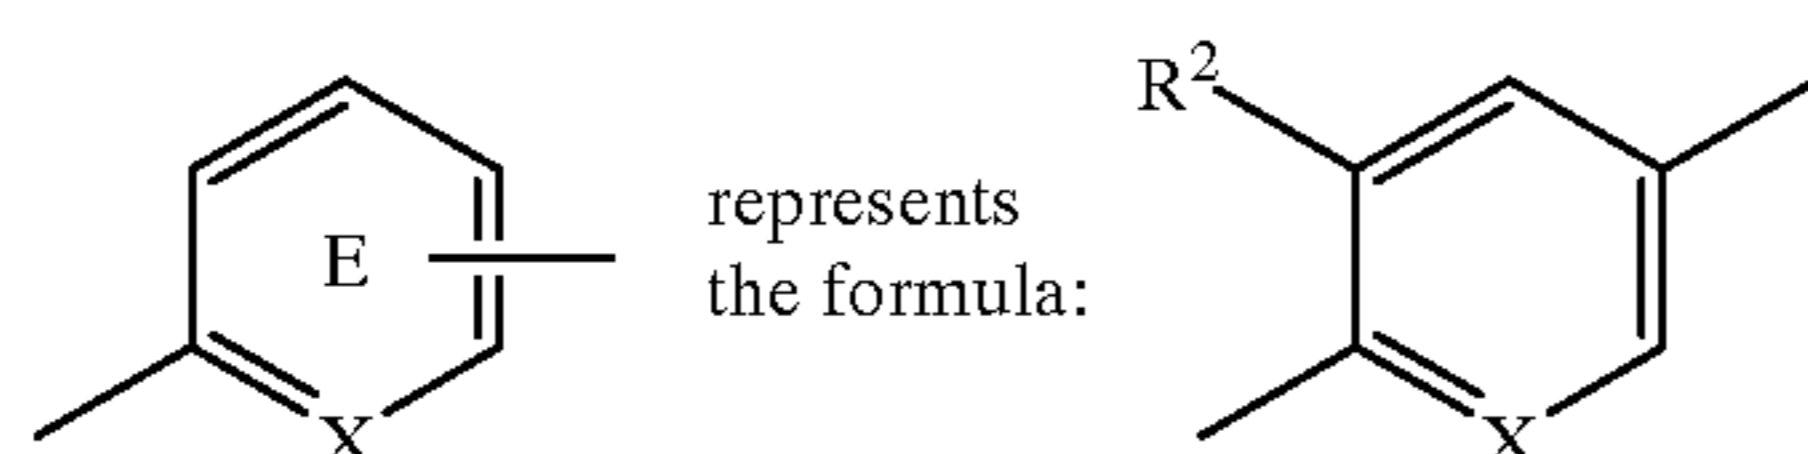 R²
represents
E
the formula:
X
X